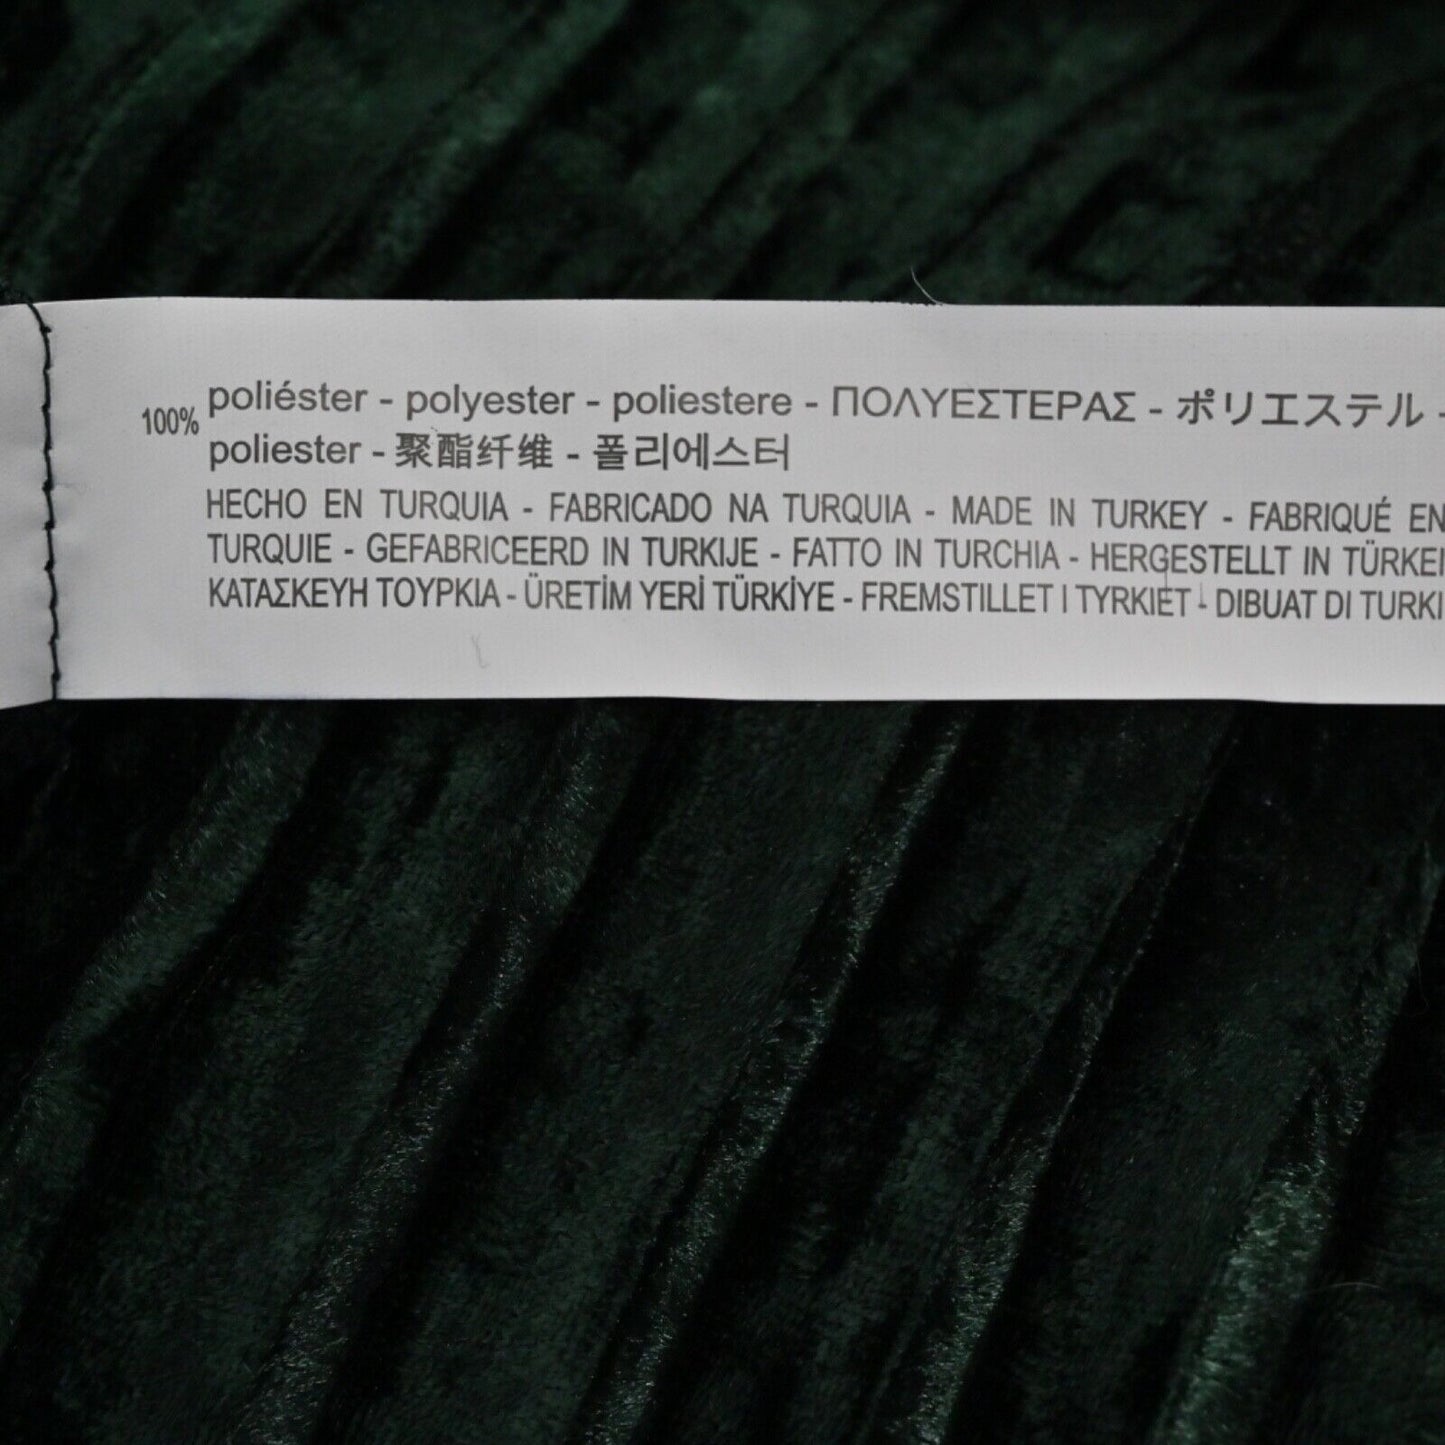 100% poliéster - polyester - poliestere - ΠΟΛΥΕΣΤΕΡΑΣ - ポリエステル -
poliester - 聚酯纤维 - 폴리에스터
HECHO EN TURQUIA - FABRICADO NA TURQUIA - MADE IN TURKEY - FABRIQUÉ EN
TURQUIE - GEFABRICEERD IN TURKIJE - FATTO IN TURCHIA - HERGESTELLT IN TÜRKEI
ΚΑΤΑΣΚΕΥΗ ΤΟΥΡΚΙΑ - ÜRETİM YERİ TÜRKİYE - FREMSTILLET I TYRKIET - DIBUAT DI TURKI